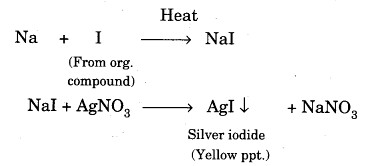 Heat
Na + I ⟶ NaI
(From org.
compound)
NaI + AgNO₃ ⟶ AgI ↓ + NaNO₃
Silver iodide
(Yellow ppt.)